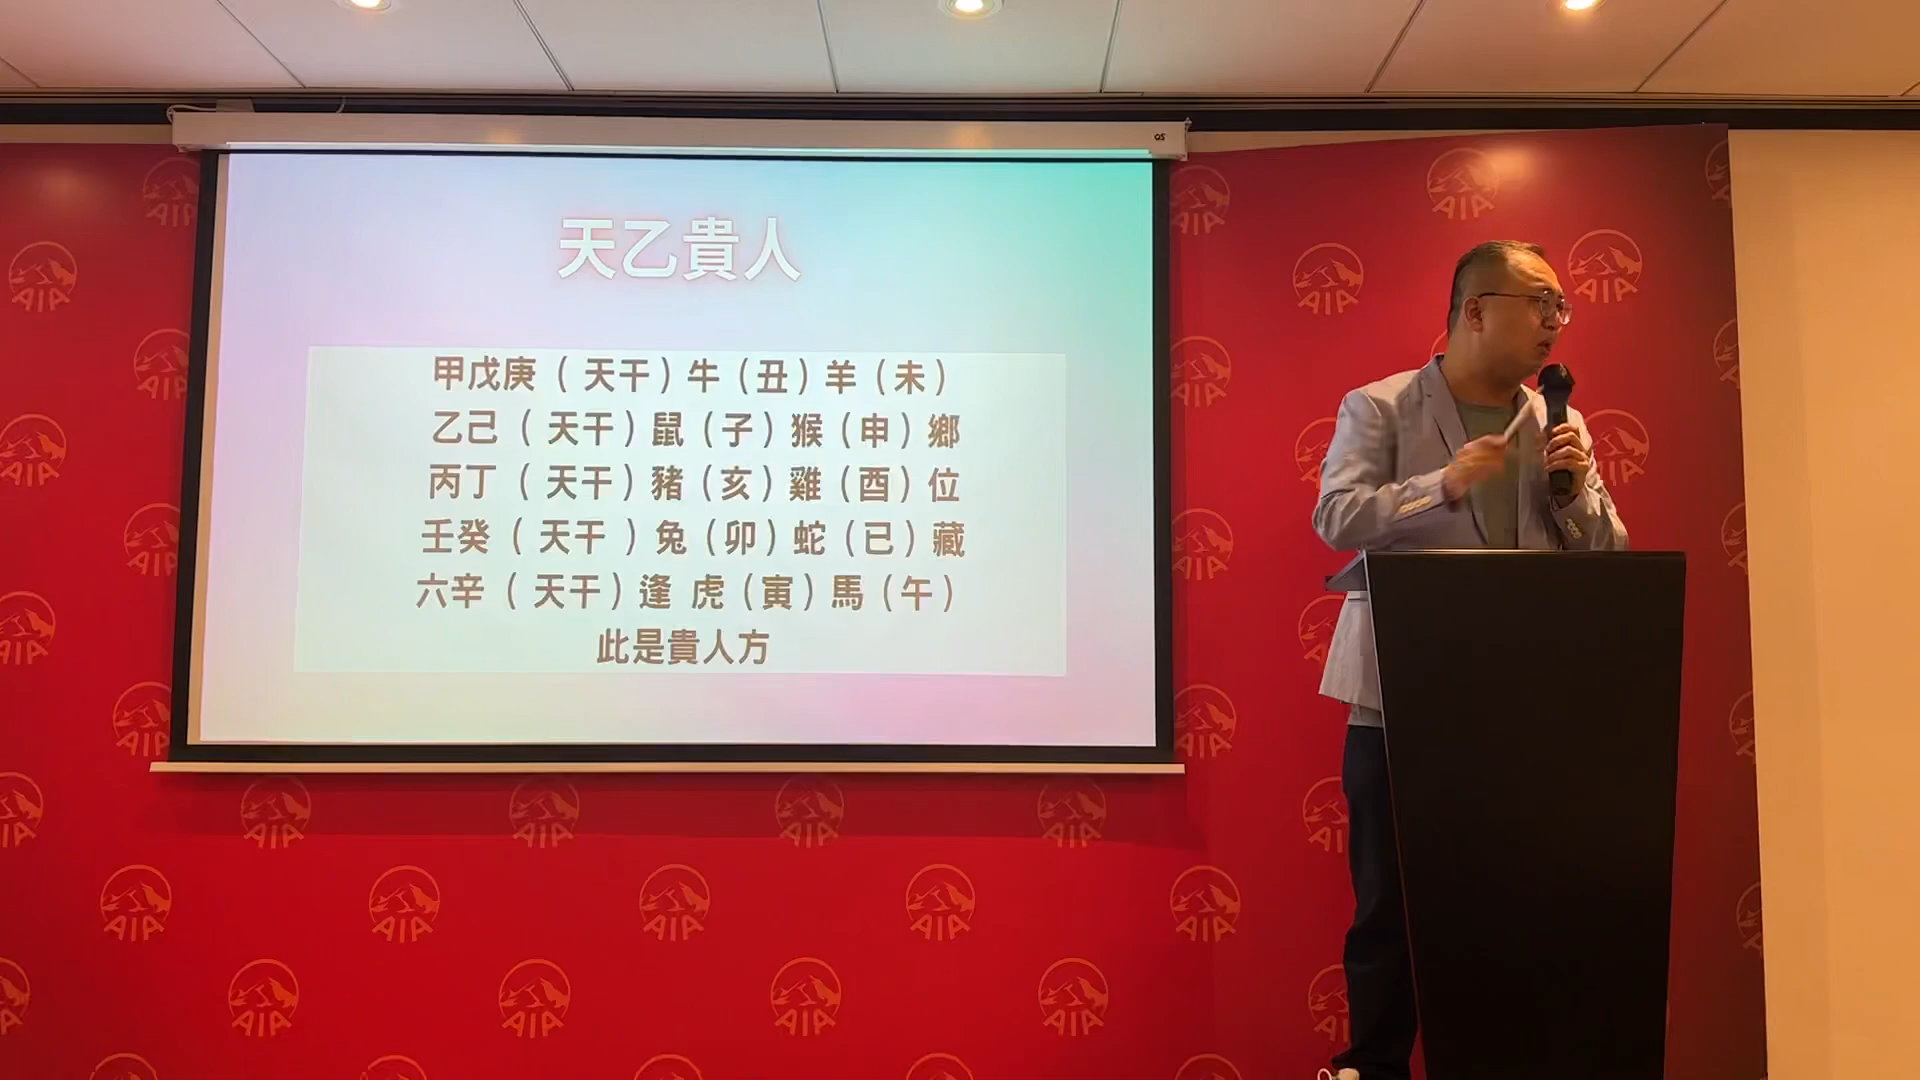 天乙貴人
甲戊庚（天干）牛（丑）羊（未）
乙己（天干）鼠（子）猴（申）鄉
丙丁（天干）豬（亥）雞（酉）位
壬癸（天干）兔（卯）蛇（已）藏
六辛（天干）逢 虎（寅）馬（午）
此是貴人方
AIA